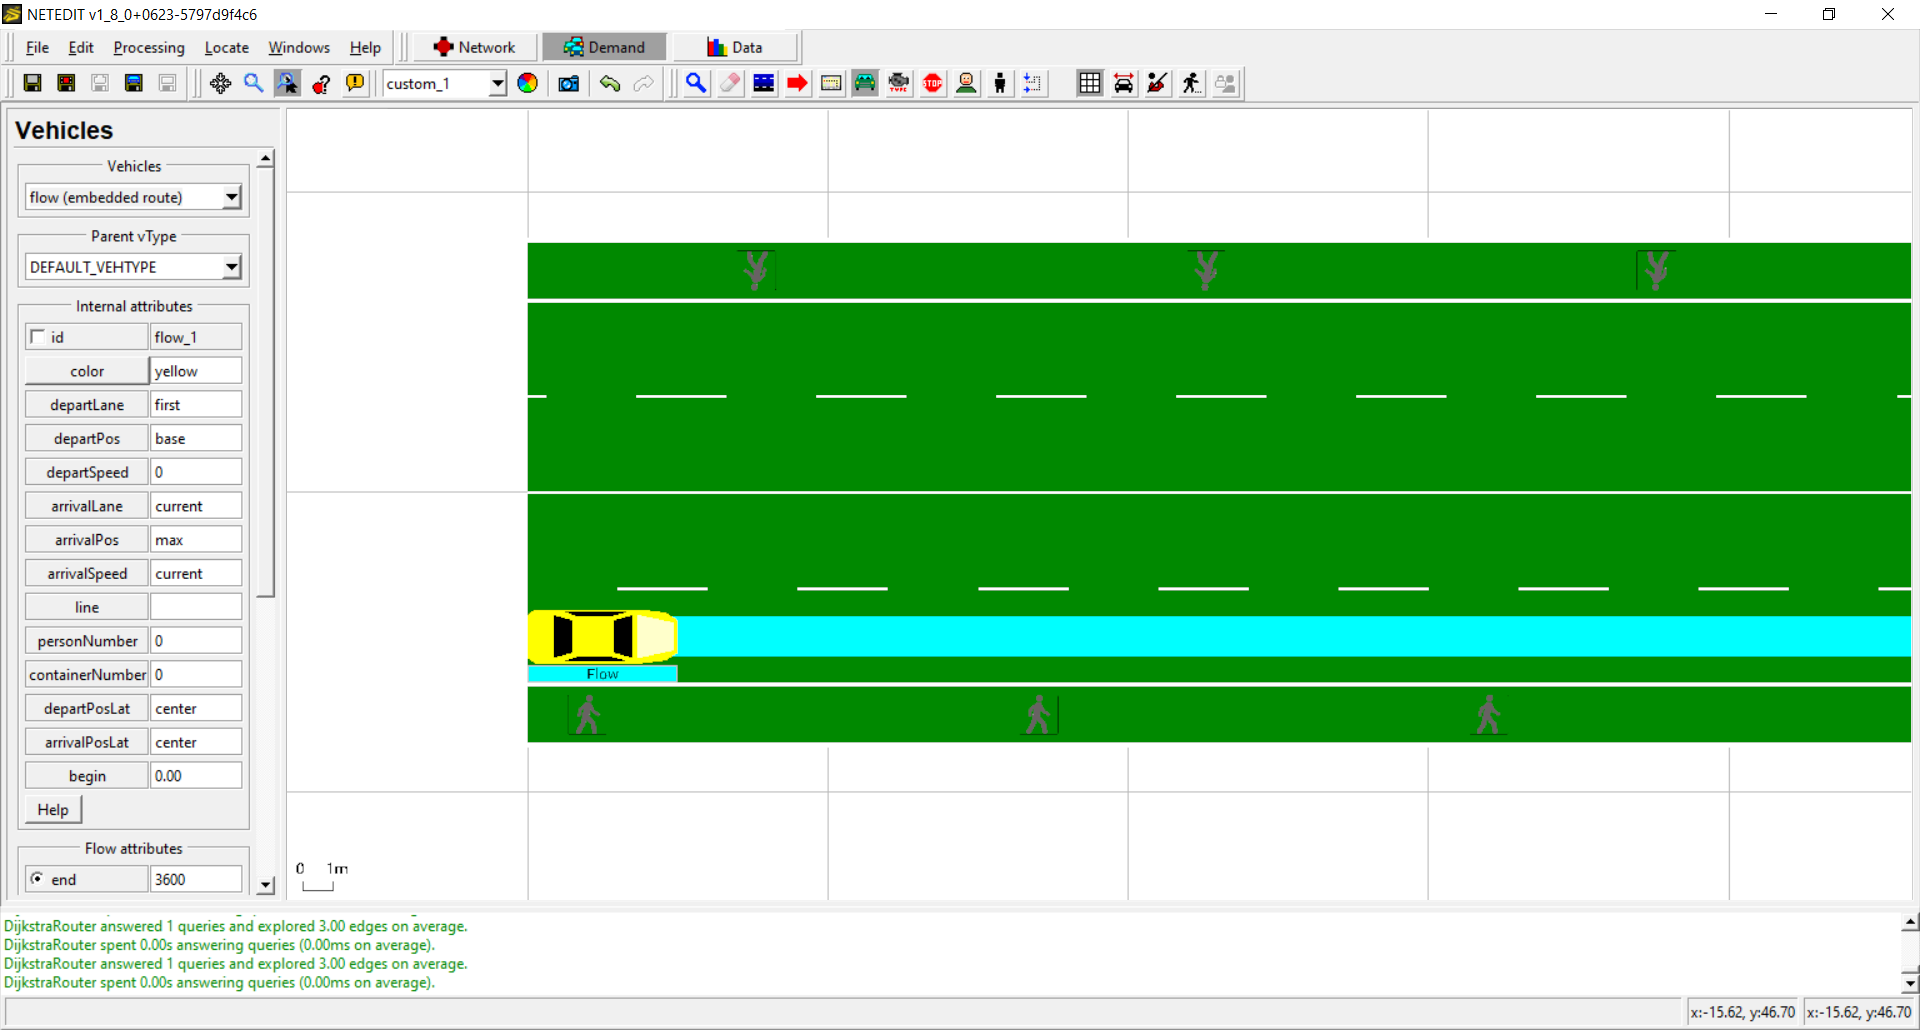 NETEDIT v1_8_0+0623-5797d9f4c6
File Edit Processing Locate Windows Help Network Demand Data
custom_1
TYPE
STOP
Vehicles
Vehicles
flow (embedded route)
Parent vType
DEFAULT_VEHTYPE
Internal attributes
id flow_1
color yellow
departLane first
departPos base
departSpeed 0
arrivalLane current
arrivalPos max
arrivalSpeed current
line
personNumber 0
containerNumber 0
departPosLat center
arrivalPosLat center
begin 0.00
Help
Flow attributes
end 3600
Flow
0 1m
DijkstraRouter answered 1 queries and explored 3.00 edges on average.
DijkstraRouter spent 0.00s answering queries (0.00ms on average).
DijkstraRouter answered 1 queries and explored 3.00 edges on average.
DijkstraRouter spent 0.00s answering queries (0.00ms on average).
x:-15.62, y:46.70 x:-15.62, y:46.70